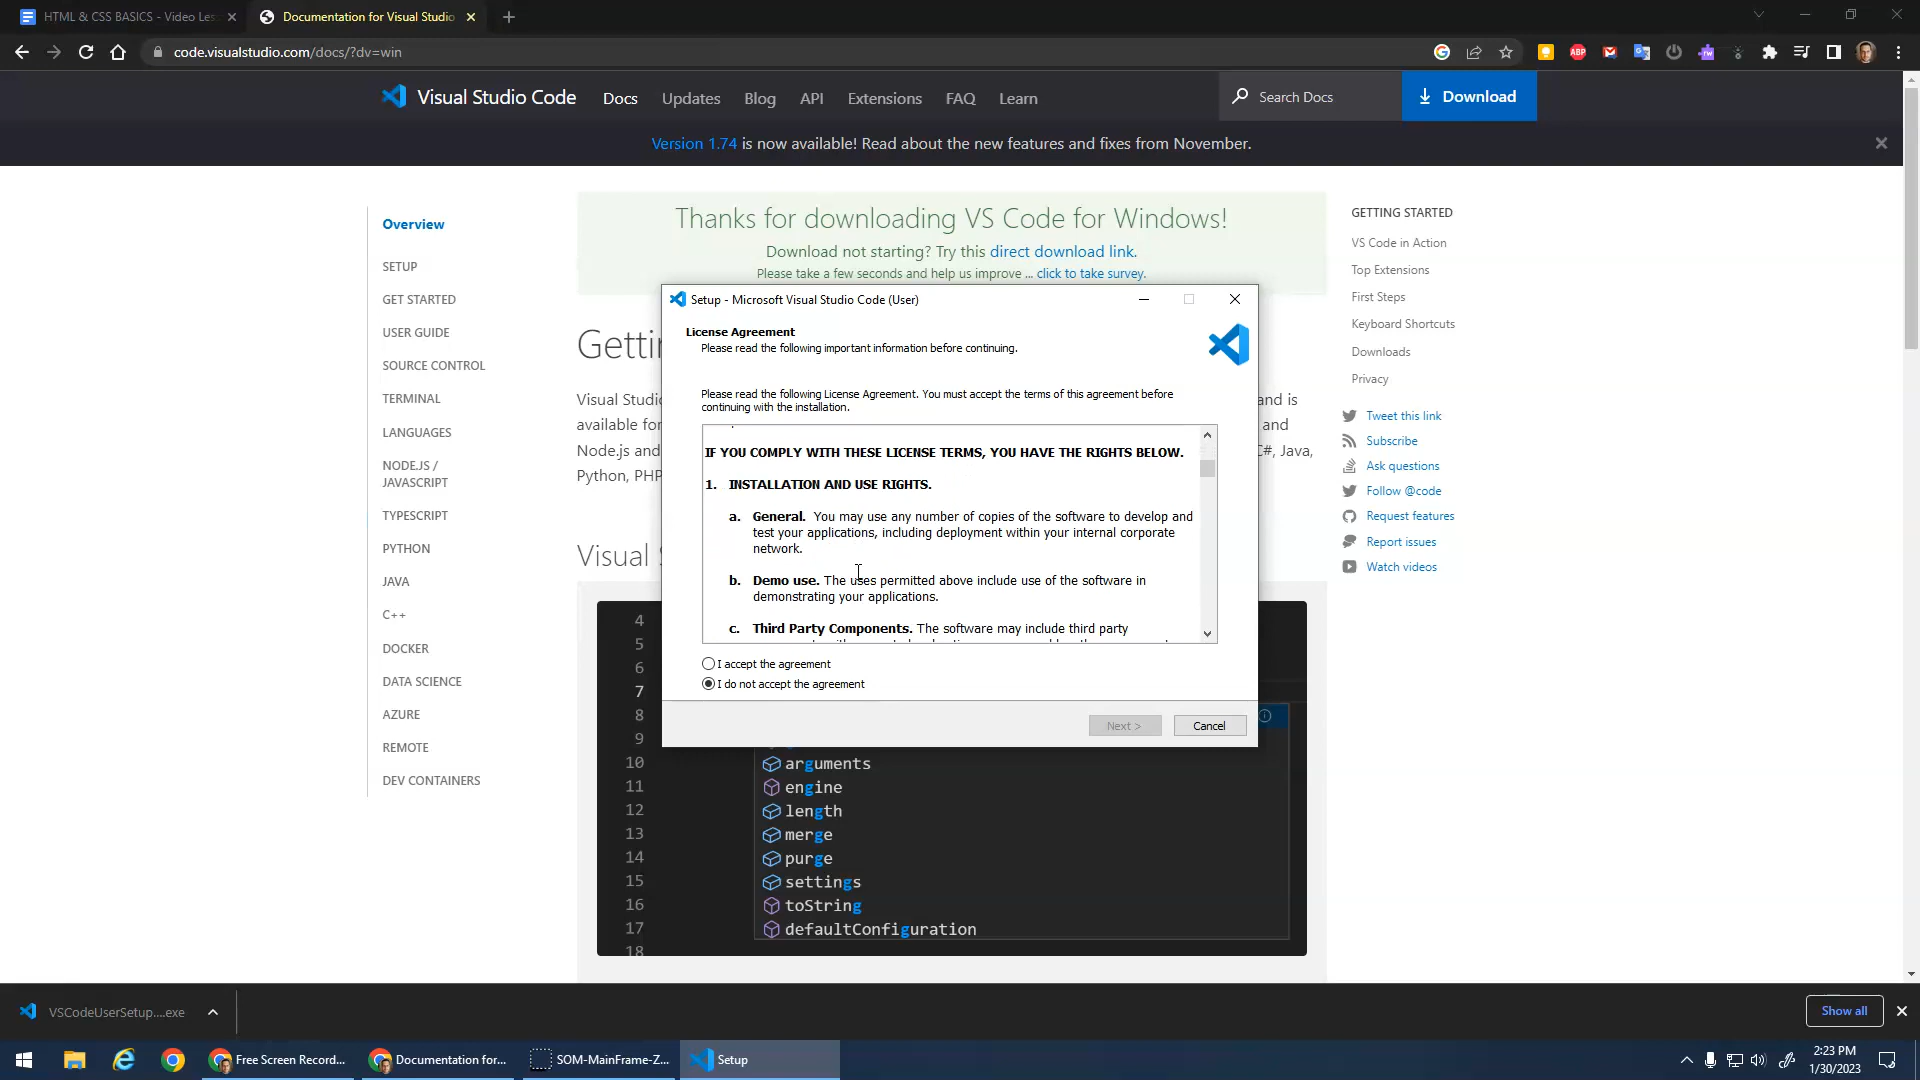 HTML & CSS BASICS - Video Les
Documentation for Visual Studio
code.visualstudio.com/docs/?dv=win
Visual Studio Code
Docs
Updates
Blog
API
Extensions
FAQ
Learn
Search Docs
Download
Version 1.74 is now available! Read about the new features and fixes from November.
Overview
SETUP
GET STARTED
USER GUIDE
SOURCE CONTROL
TERMINAL
LANGUAGES
NODE.JS /
JAVASCRIPT
TYPESCRIPT
PYTHON
JAVA
C++
DOCKER
DATA SCIENCE
AZURE
REMOTE
DEV CONTAINERS
Thanks for downloading VS Code for Windows!
Download not starting? Try this direct download link.
Please take a few seconds and help us improve ... click to take survey.
Visual Studi
and is
available for
and
Node.js and
C#, Java,
Python, PHP
Visual
Setup - Microsoft Visual Studio Code (User)
License Agreement
Please read the following important information before continuing.
Please read the following License Agreement. You must accept the terms of this agreement before
continuing with the installation.
IF YOU COMPLY WITH THESE LICENSE TERMS, YOU HAVE THE RIGHTS BELOW.
1. INSTALLATION AND USE RIGHTS.
a. General. You may use any number of copies of the software to develop and
test your applications, including deployment within your internal corporate
network.
b. Demo use. The uses permitted above include use of the software in
demonstrating your applications.
c. Third Party Components. The software may include third party
I accept the agreement
I do not accept the agreement
Next >
Cancel
4
5
6
7
8
9
10
11
12
13
14
15
16
17
18
arguments
engine
length
merge
purge
settings
toString
defaultConfiguration
GETTING STARTED
VS Code in Action
Top Extensions
First Steps
Keyboard Shortcuts
Downloads
Privacy
Tweet this link
Subscribe
Ask questions
Follow @code
Request features
Report issues
Watch videos
VSCodeUserSetup....exe
Show all
Free Screen Record...
Documentation for...
SOM-MainFrame-Z...
Setup
2:23 PM
1/30/2023